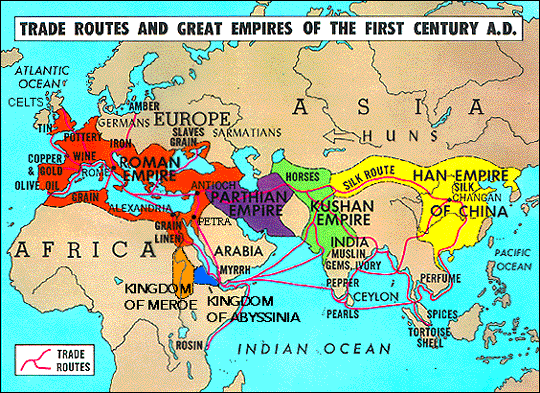 TRADE ROUTES AND GREAT EMPIRES OF THE FIRST CENTURY A.D.
ATLANTIC
OCEAN
CELTS
TIN
AMBER
GERMANS
EUROPE
ASIA
SLAVES
GRAIN
SARMATIANS
HUNS
POTTERY
IRON
WINE
COPPER
& GOLD
OLIVE OIL
ROME
ROMAN
EMPIRE
GRAIN
ANTIOCH
ALEXANDRIA
PETRA
GRAIN
LINEN
PARTHIAN
EMPIRE
HORSES
SILK ROUTE
KUSHAN
EMPIRE
HAN EMPIRE
SILK
CHANGAN
OF CHINA
INDIA
MUSLIN
GEMS, IVORY
AFRICA
ARABIA
MYRRH
KINGDOM
OF MEROE
KINGDOM
OF ABYSSINIA
ROSIN
PEPPER
CEYLON
PEARLS
PERFUME
SPICES
TORTOISE
SHELL
PACIFIC
OCEAN
INDIAN OCEAN
TRADE
ROUTES